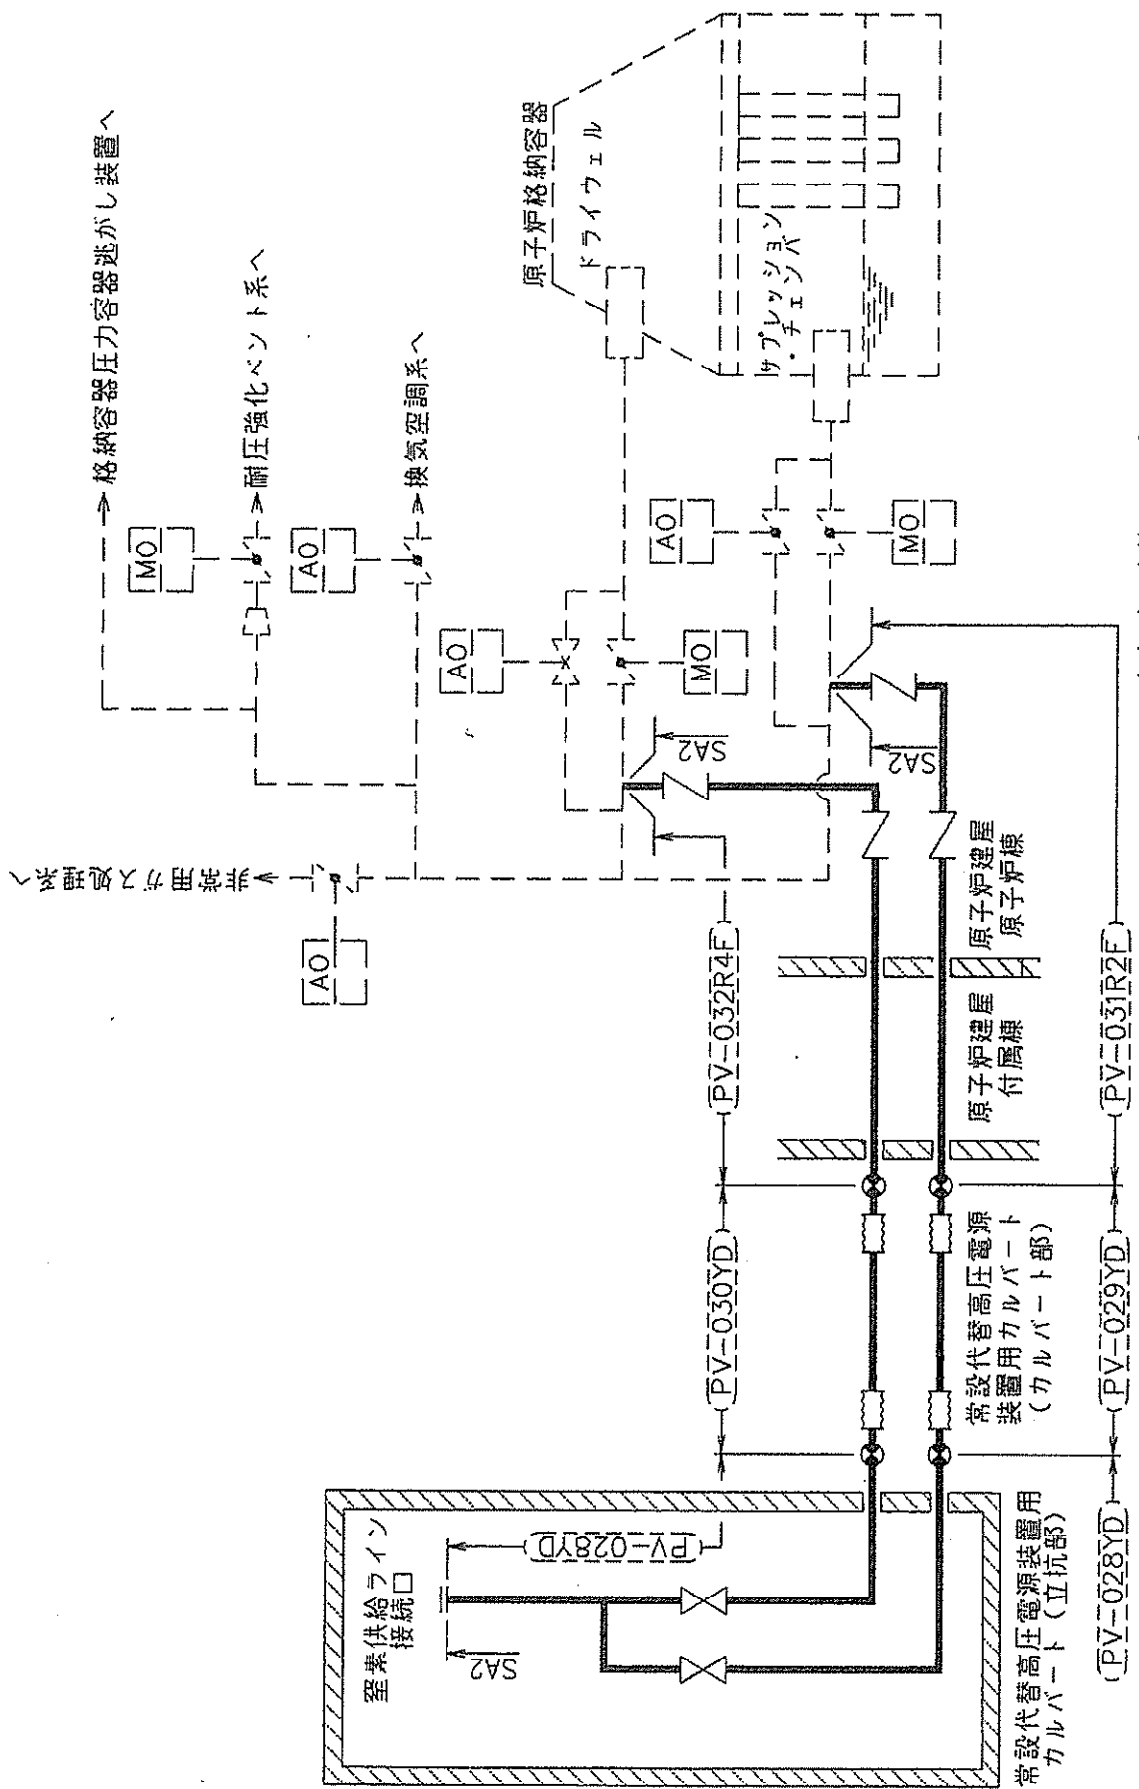 格納容器圧力容器逃がし装置へ
耐圧強化ベント系へ
換気空調系へ
非常用ガス処理系へ
MO
AO
AO
AO
AO
MO
AO
MO
原子炉格納容器
ドライウェル
サプレッション
・チェンバ
SA2
SA2
SA2
窒素供給ライン
接続口
PV-028YD
PV-030YD
PV-032R4F
原子炉建屋
原子炉棟
原子炉建屋
付属棟
常設代替高圧電源
装置用カルバート
(カルバート部)
常設代替高圧電源装置用
カルバート(立抗部)
PV-028YD
PV-029YD
PV-031R2F